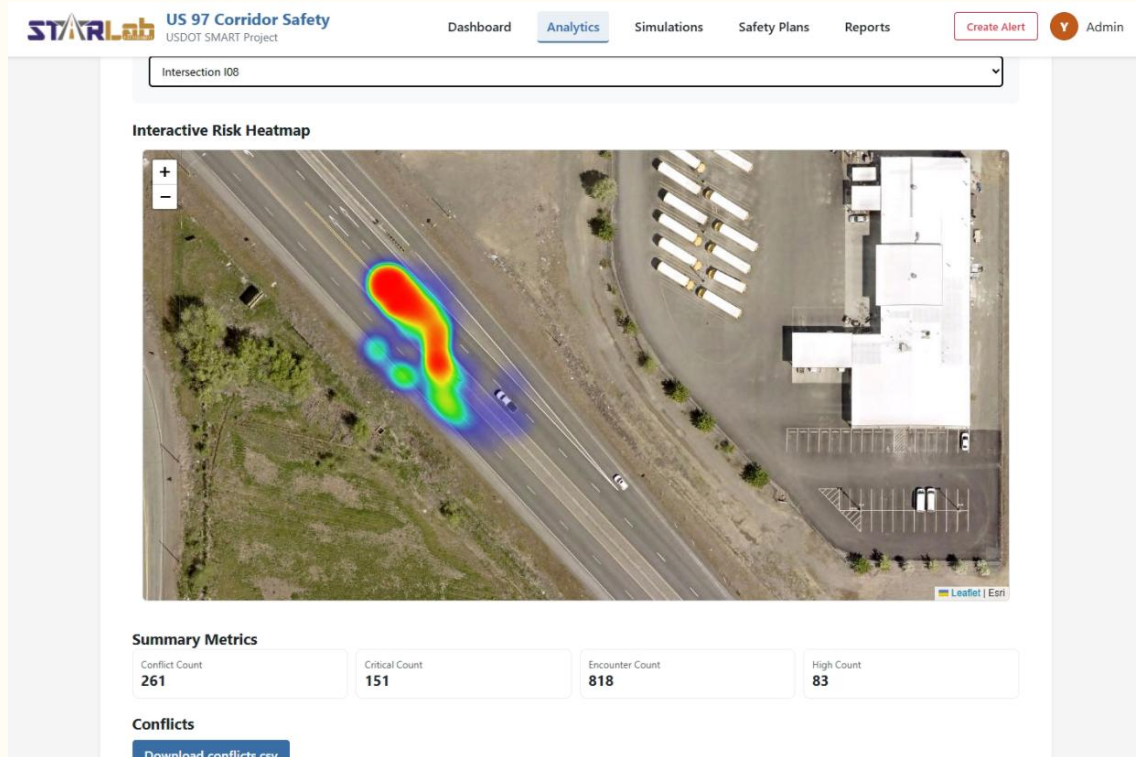 STARLab
US 97 Corridor Safety
USDOT SMART Project
Dashboard
Analytics
Simulations
Safety Plans
Reports
Create Alert
Y
Admin
Intersection I08
Interactive Risk Heatmap
+
−
Leaflet | Esri
Summary Metrics
Conflict Count
261
Critical Count
151
Encounter Count
818
High Count
83
Conflicts
Download conflicts.csv